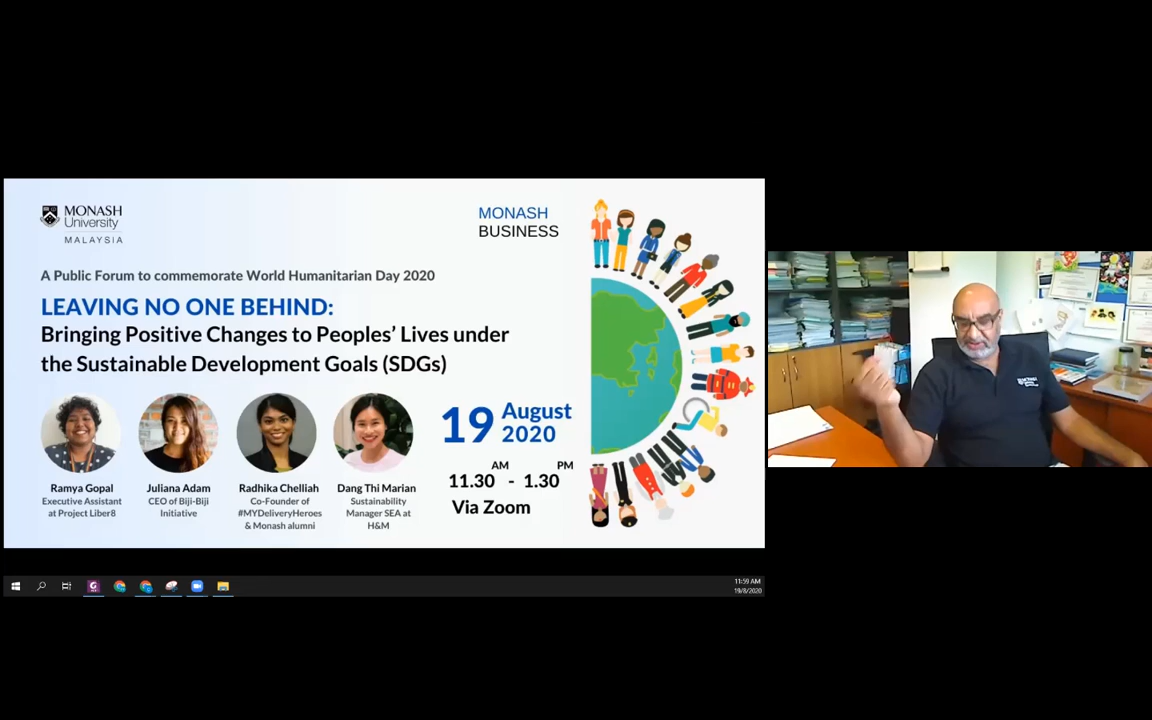 MONASH
University
MALAYSIA
MONASH
BUSINESS
A Public Forum to commemorate World Humanitarian Day 2020
LEAVING NO ONE BEHIND:
Bringing Positive Changes to Peoples' Lives under
the Sustainable Development Goals (SDGs)
19 August
2020
11.30 AM - 1.30 PM
Via Zoom
Ramya Gopal
Executive Assistant
at Project Liber8
Juliana Adam
CEO of Biji-Biji
Initiative
Radhika Chelliah
Co-Founder of
#MYDeliveryHeroes
& Monash alumni
Dang Thi Marian
Sustainability
Manager SEA at
H&M
11:59 AM
19/8/2020